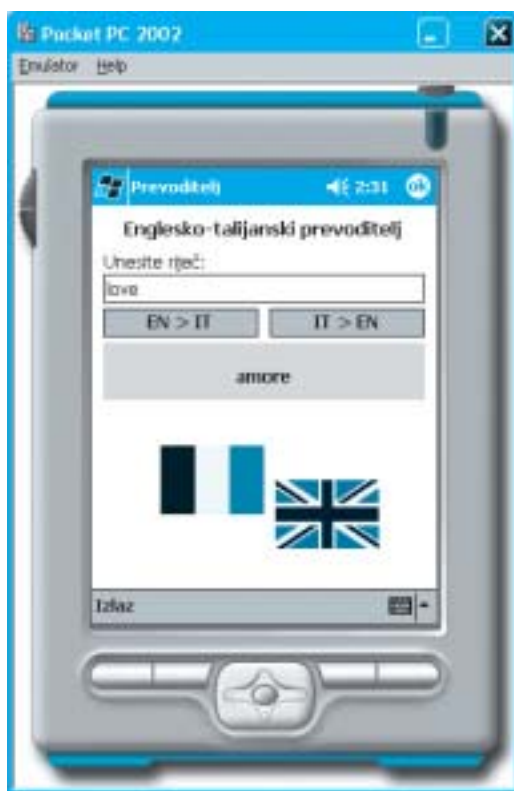 Pocket PC 2002
Emulator Help
Prevoditelj 2:31 ok
Englesko-talijanski prevoditelj
Unesite riječ:
love
EN > IT IT > EN
amore
Izlaz